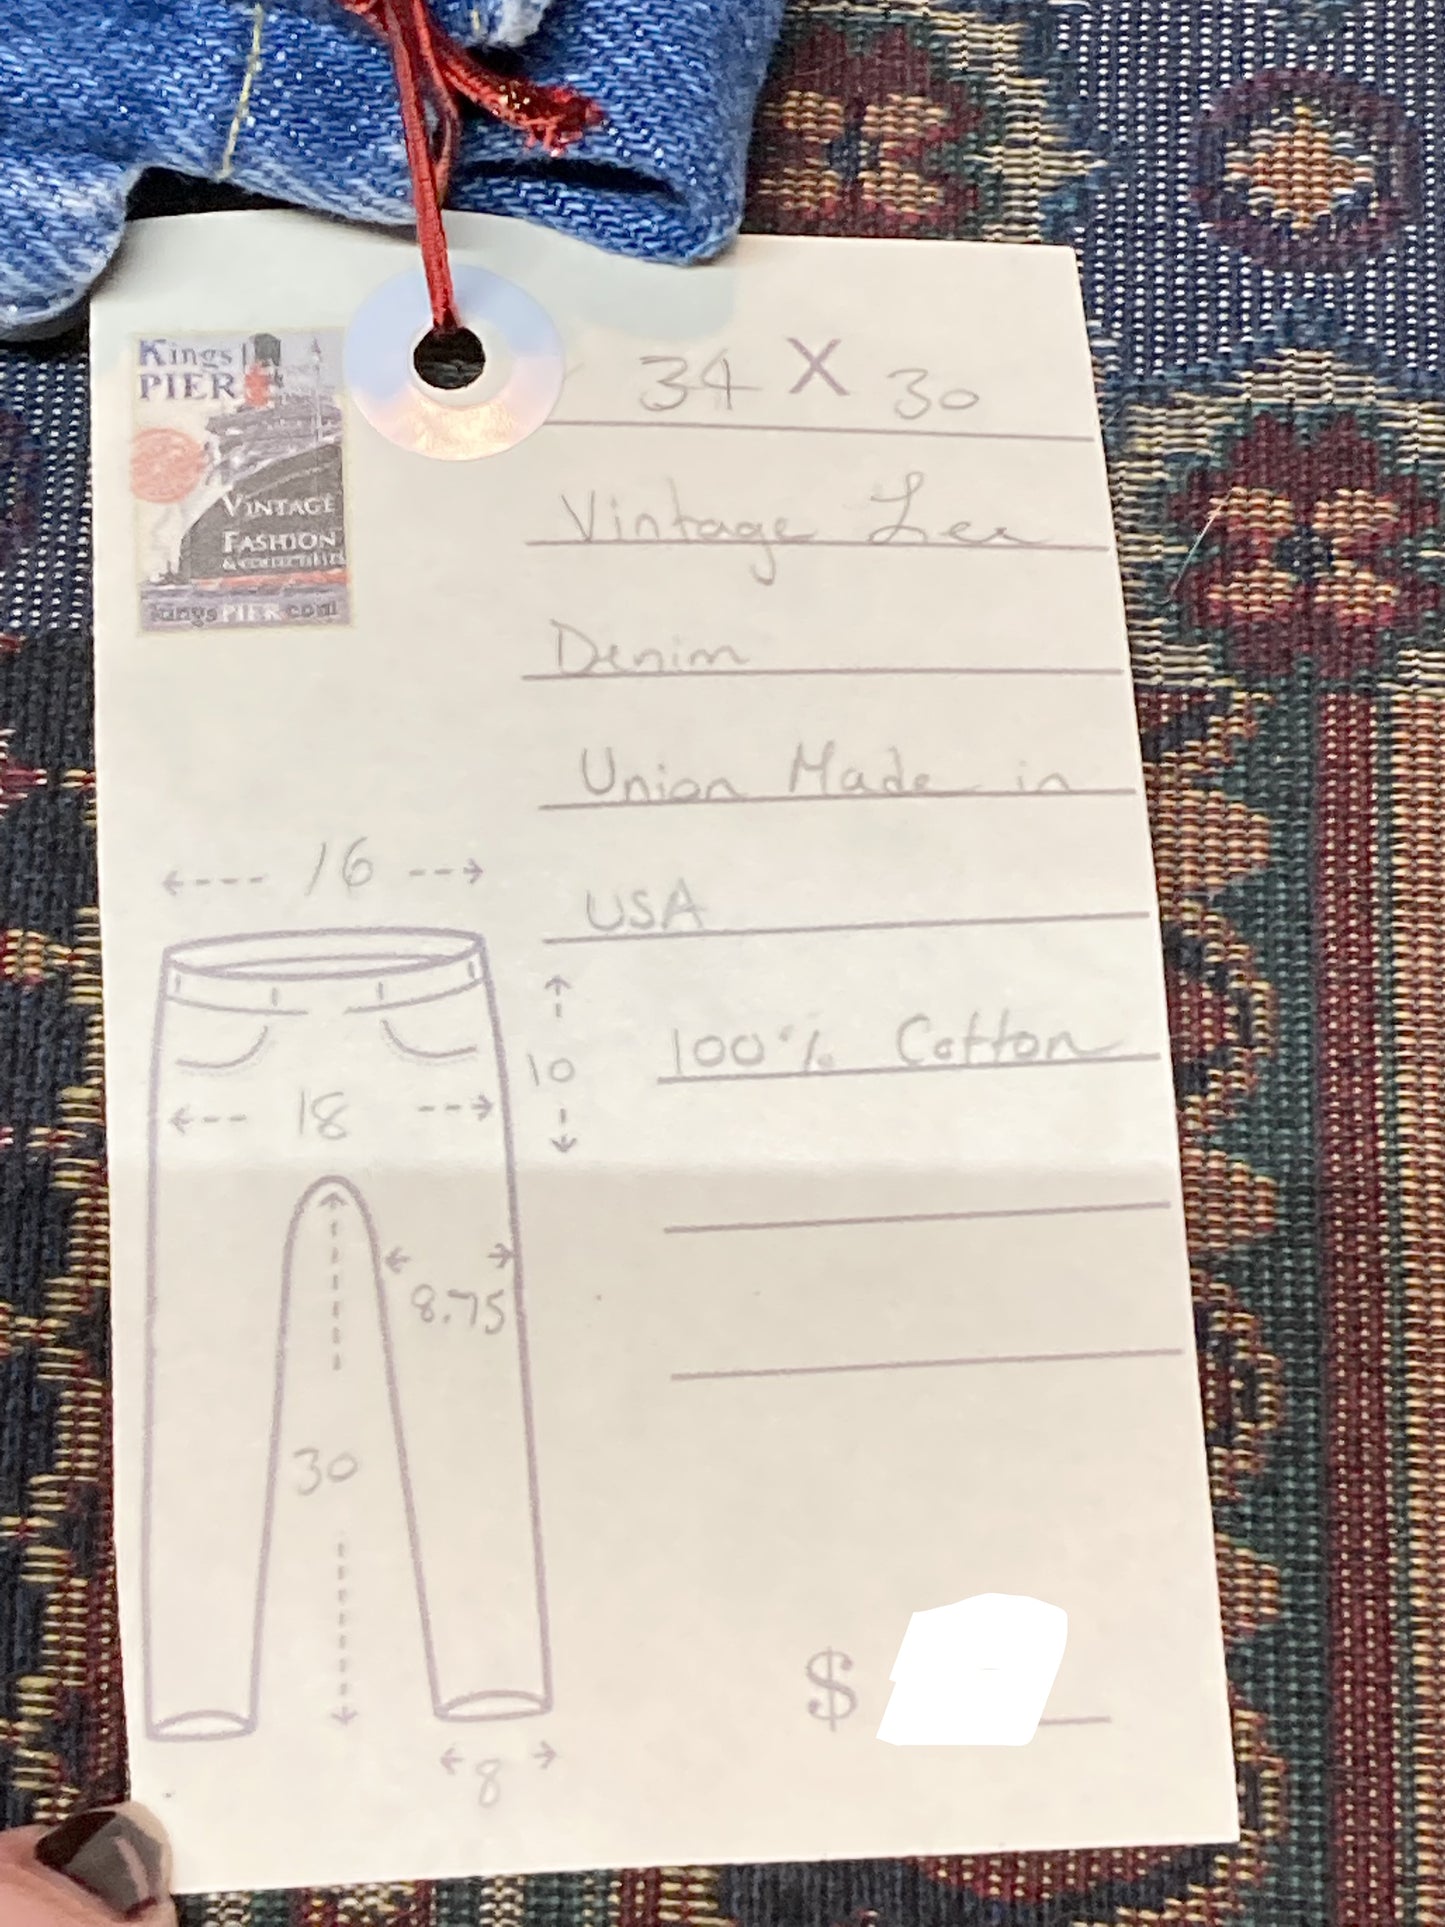 Kings
PIER
VINTAGE
FASHION
& COLLECTIBLES
kingsPIER.com
34 X 30
Vintage Lee
Denim
Union Made in
USA
100% Cotton
16
10
18
8.75
30
8
$